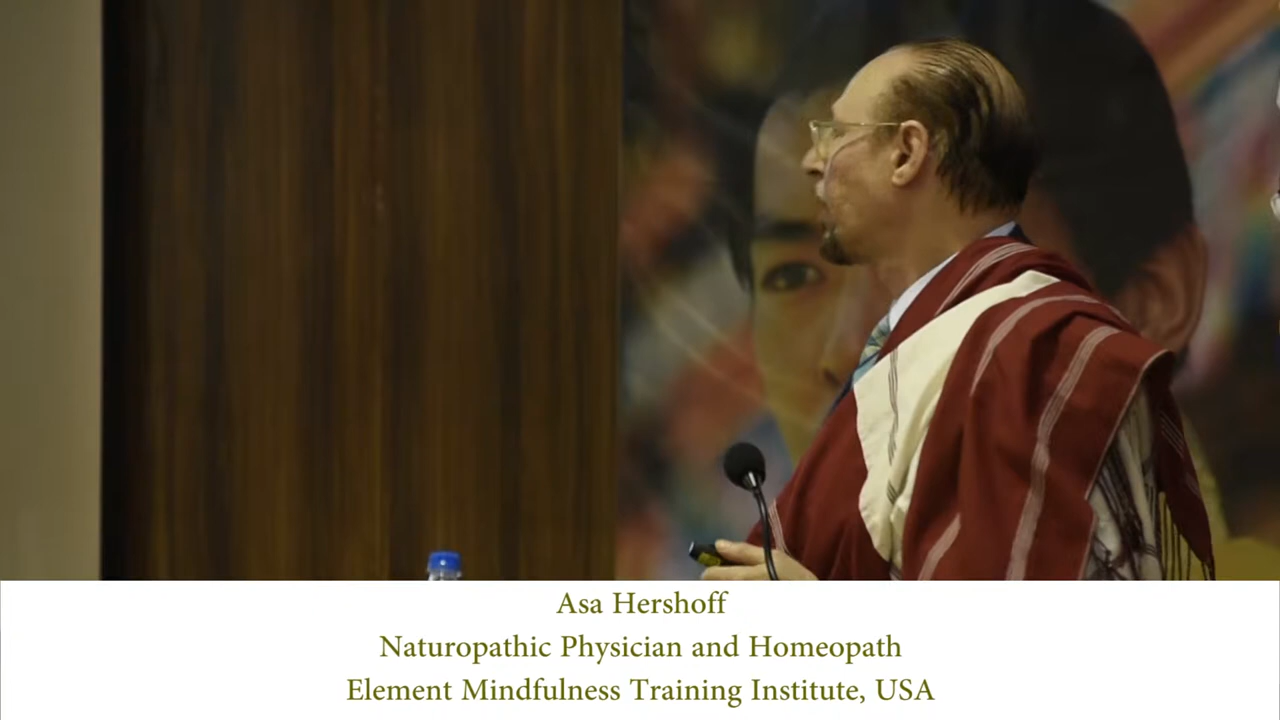 Asa Hershoff
Naturopathic Physician and Homeopath
Element Mindfulness Training Institute, USA